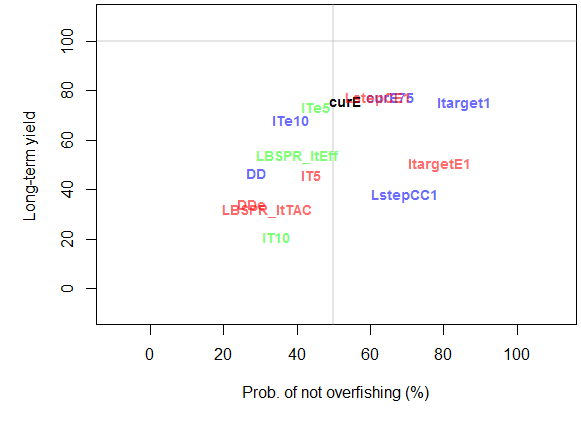 100
80
60
40
20
0
Long-term yield
curE
curE75
Itarget1
ITe5
ITe10
LBSPR_ItEff
ItargetE1
DD
IT5
LstepCC1
DDe
LBSPR_ItTAC
IT10
0 20 40 60 80 100
Prob. of not overfishing (%)